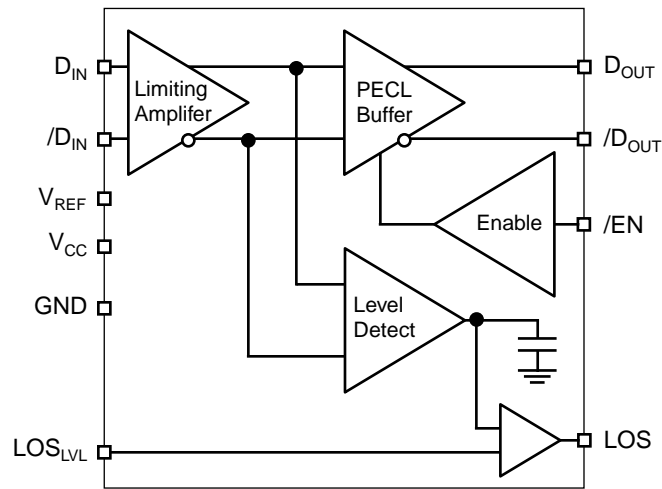 D_IN
Limiting
Amplifer
PECL
Buffer
D_OUT
/D_IN
/D_OUT
V_REF
Enable
/EN
V_CC
GND
Level
Detect
LOS_LVL
LOS